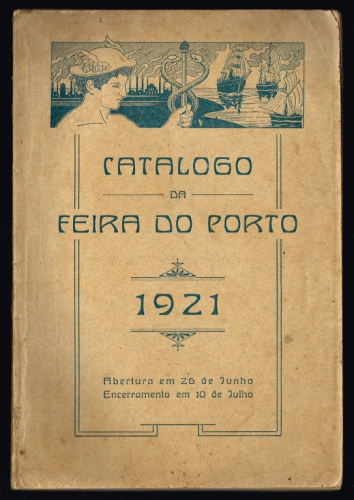 CATALOGO
DA
FEIRA DO PORTO
1921
Abertura em 26 de Junho
Encerramento em 10 de Julho